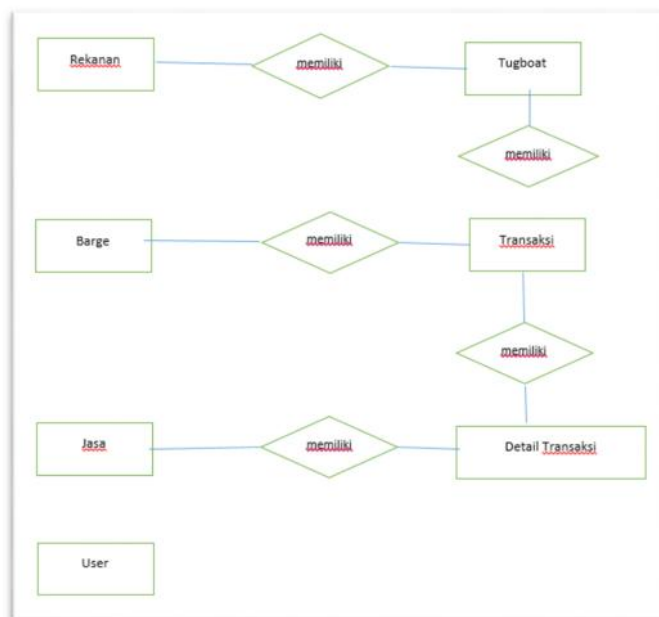 Rekanan
memiliki
Tugboat
memiliki
Barge
memiliki
Transaksi
memiliki
Jasa
memiliki
Detail Transaksi
User